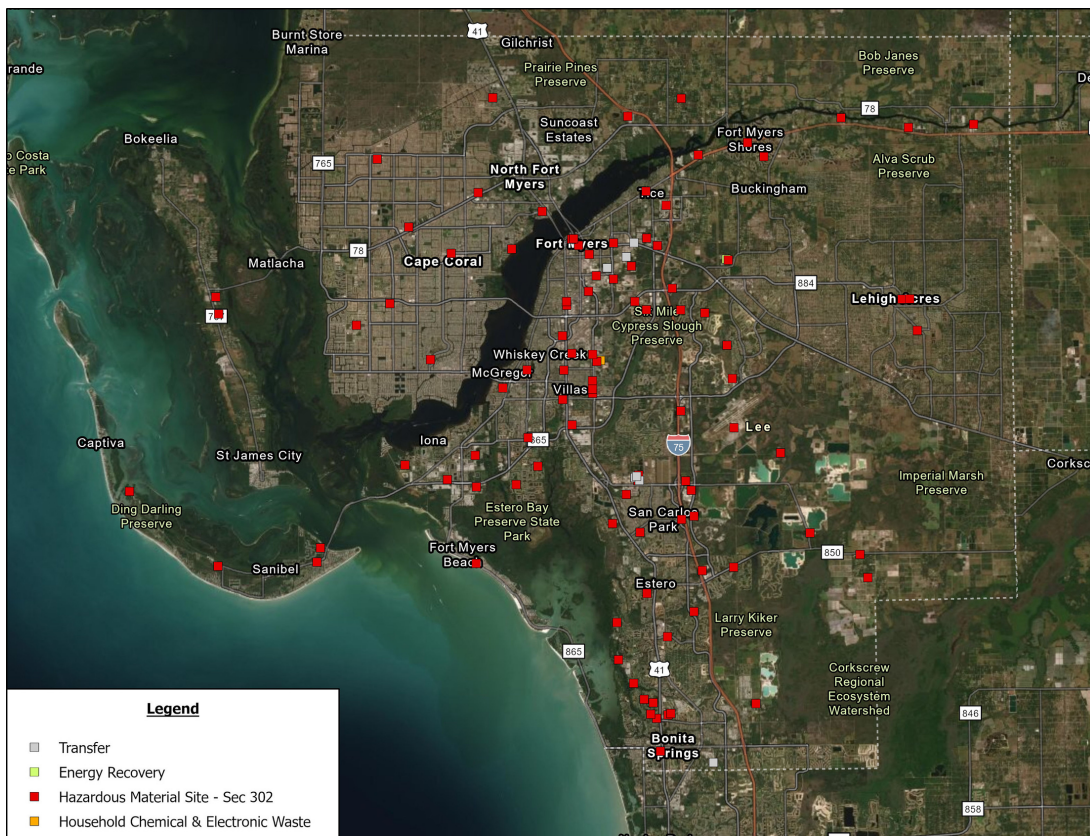 Burnt Store
Marina
41
Gilchrist
Bob Janes
Preserve
Prairie Pines
Preserve
78
Suncoast
Estates
Fort Myers
Shores
Bokeelia
765
North Fort
Myers
Alva Scrub
Preserve
Buckingham
Fort Myers
Matlacha
78
Cape Coral
884
Lehigh Acres
Six Mile
Cypress Slough
Preserve
Whiskey Creek
McGregor
Villas
Captiva
Iona
865
Lee
75
St James City
Imperial Marsh
Preserve
Ding Darling
Preserve
Estero Bay
Preserve State
Park
San Carlos
Park
Fort Myers
Beach
850
Sanibel
Estero
Larry Kiker
Preserve
865
41
Corkscrew
Regional
Ecosystem
Watershed
846
Bonita
Springs
858
Legend
Transfer
Energy Recovery
Hazardous Material Site - Sec 302
Household Chemical & Electronic Waste